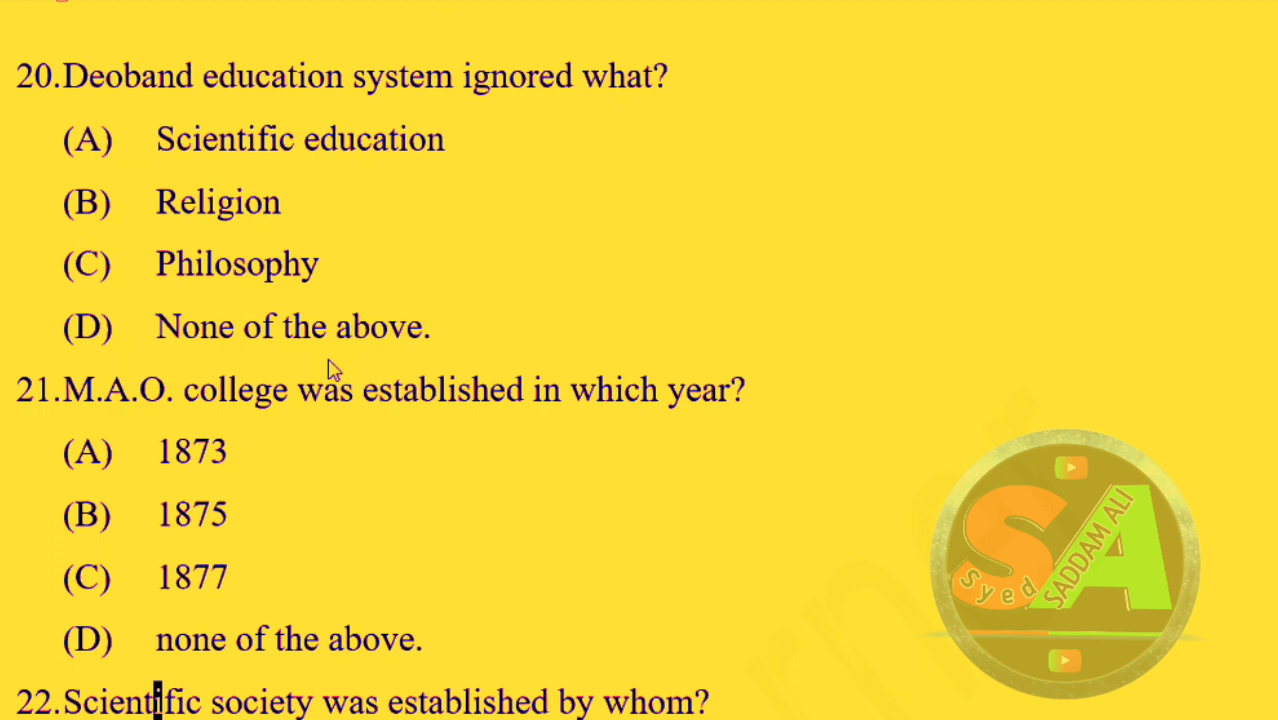 20.Deoband education system ignored what?
(A) Scientific education
(B) Religion
(C) Philosophy
(D) None of the above.
21.M.A.O. college was established in which year?
(A) 1873
(B) 1875
(C) 1877
(D) none of the above.
22.Scientific society was established by whom?
SA
Syed
SADDAM ALI